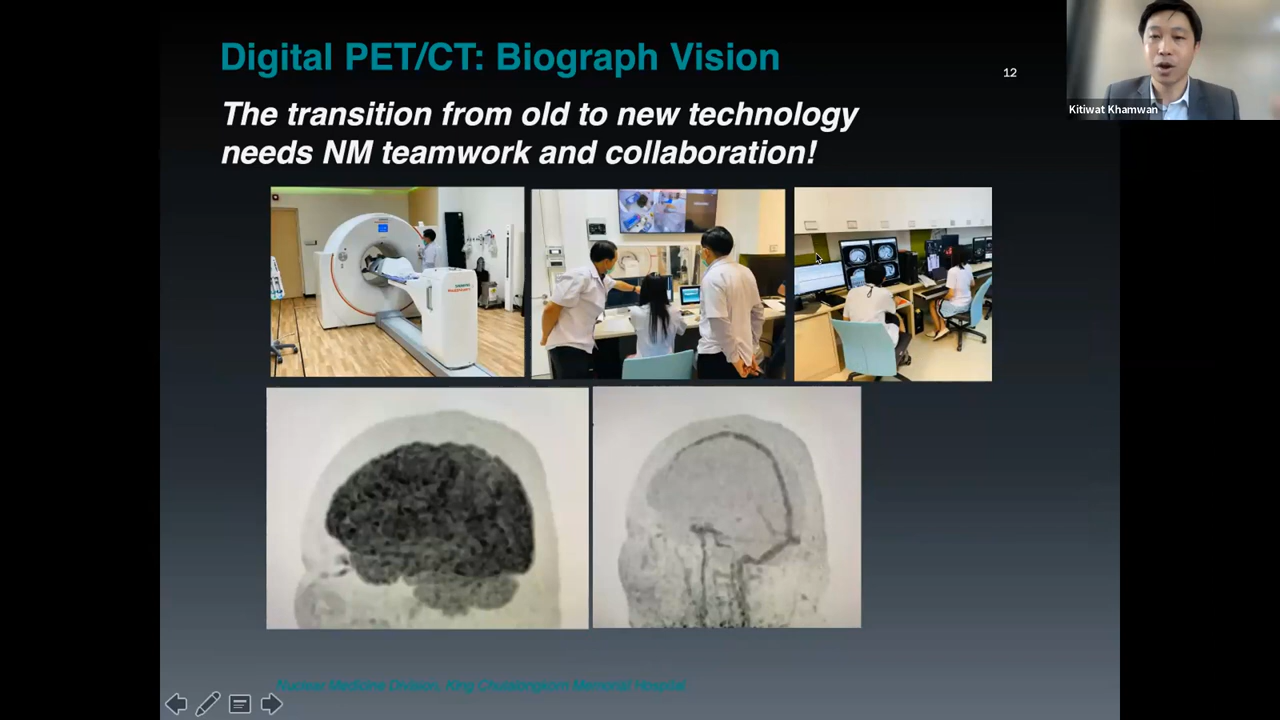 Digital PET/CT: Biograph Vision
12
The transition from old to new technology
needs NM teamwork and collaboration!
Kitiwat Khamwan
Nuclear Medicine Division, King Chulalongkorn Memorial Hospital